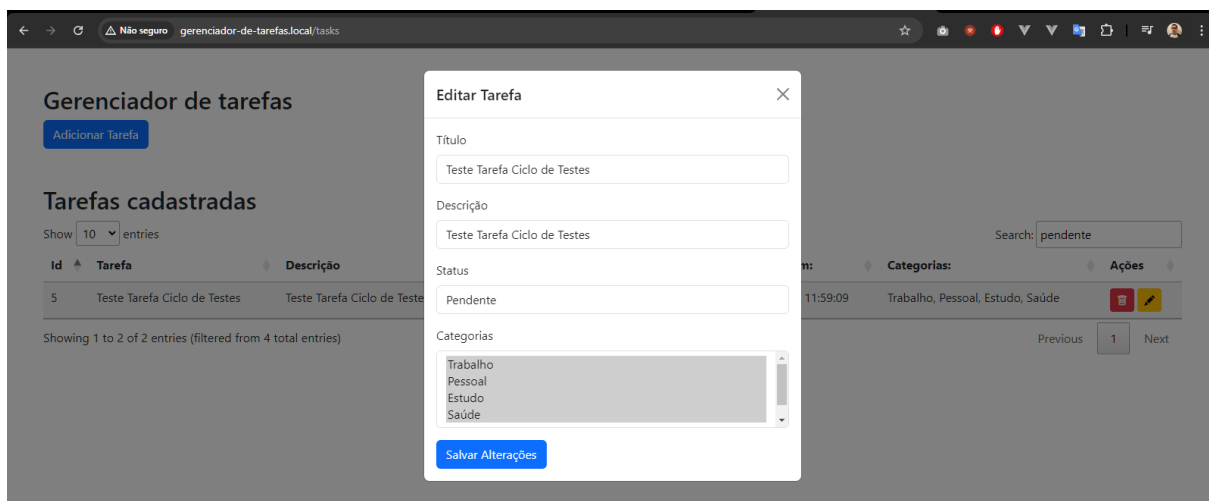 Não seguro gerenciador-de-tarefas.local/tasks
Gerenciador de tarefas
Adicionar Tarefa
Editar Tarefa
Título
Teste Tarefa Ciclo de Testes
Descrição
Teste Tarefa Ciclo de Testes
Status
Pendente
Categorias
Trabalho
Pessoal
Estudo
Saúde
Salvar Alterações
Tarefas cadastradas
Show 10 entries
Search: pendente
Id Tarefa Descrição m: Categorias: Ações
5 Teste Tarefa Ciclo de Testes Teste Tarefa Ciclo de Teste 11:59:09 Trabalho, Pessoal, Estudo, Saúde
Showing 1 to 2 of 2 entries (filtered from 4 total entries)
Previous 1 Next